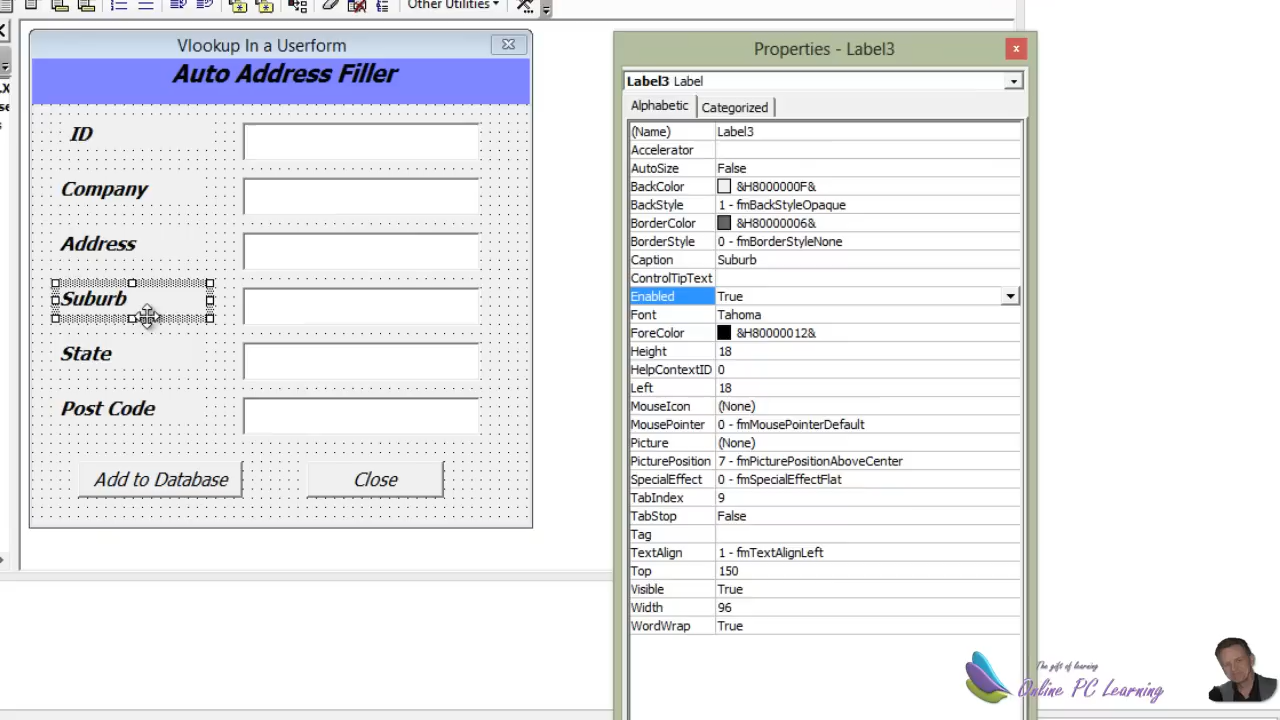 Other Utilities
Vlookup In a Userform
Auto Address Filler
ID
Company
Address
Suburb
State
Post Code
Add to Database
Close
Properties - Label3
x
Label3 Label
Alphabetic
Categorized
(Name) Label3
Accelerator
AutoSize False
BackColor &H8000000F&
BackStyle 1 - fmBackStyleOpaque
BorderColor &H80000006&
BorderStyle 0 - fmBorderStyleNone
Caption Suburb
ControlTipText
Enabled True
Font Tahoma
ForeColor &H80000012&
Height 18
HelpContextID 0
Left 18
MouseIcon (None)
MousePointer 0 - fmMousePointerDefault
Picture (None)
PicturePosition 7 - fmPicturePositionAboveCenter
SpecialEffect 0 - fmSpecialEffectFlat
TabIndex 9
TabStop False
Tag
TextAlign 1 - fmTextAlignLeft
Top 150
Visible True
Width 96
WordWrap True
The gift of learning
Online PC Learning